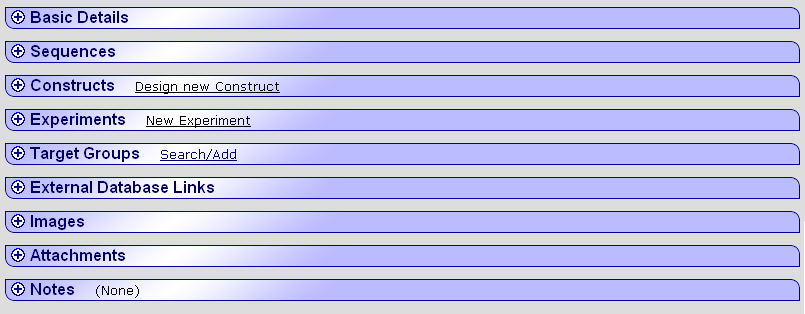 Basic Details
Sequences
Constructs Design new Construct
Experiments New Experiment
Target Groups Search/Add
External Database Links
Images
Attachments
Notes (None)